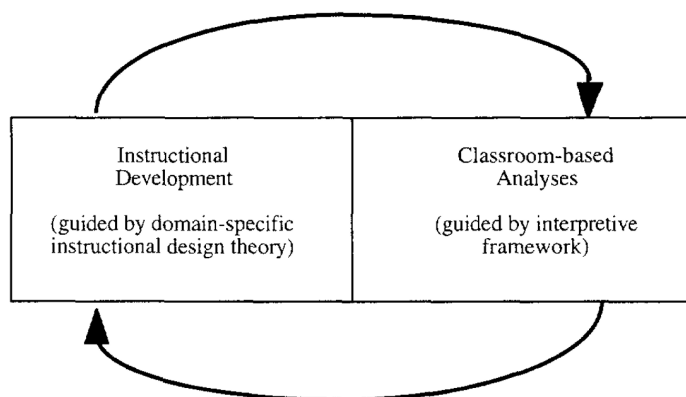 Instructional
Development
(guided by domain-specific
instructional design theory)
Classroom-based
Analyses
(guided by interpretive
framework)